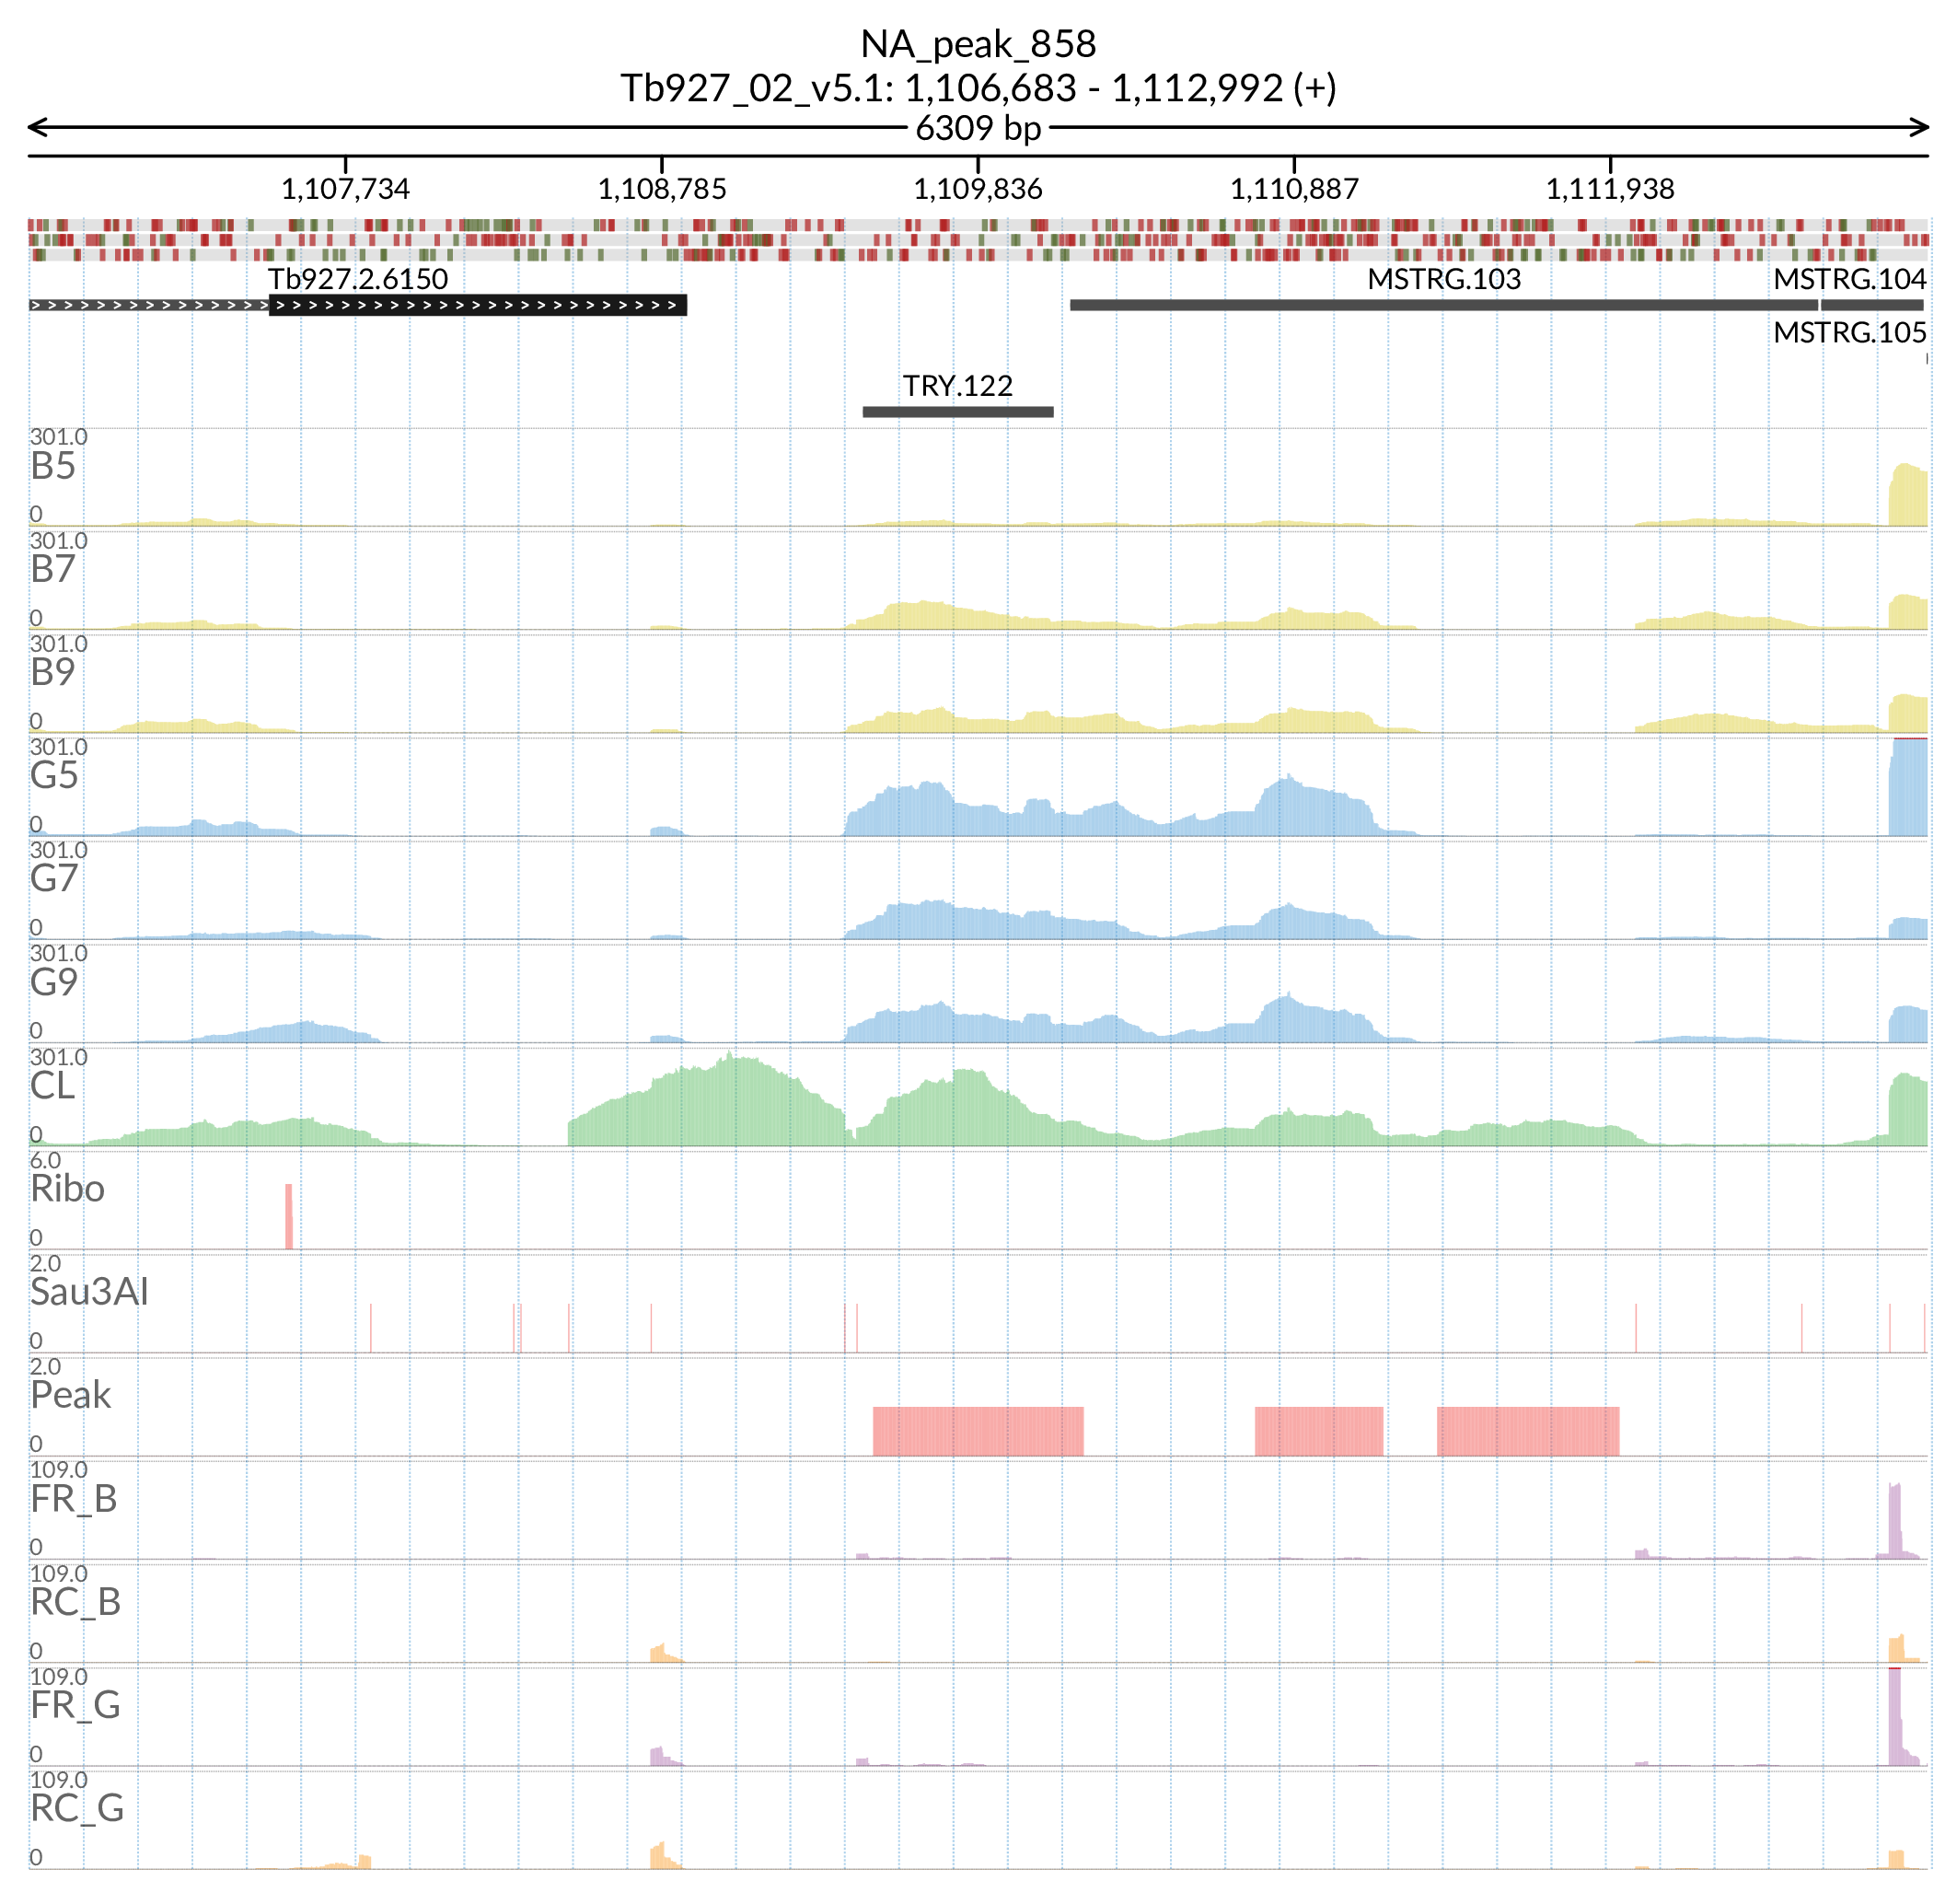 NA_peak_858
Tb927_02_v5.1: 1,106,683 - 1,112,992 (+)
6309 bp
1,107,734 1,108,785 1,109,836 1,110,887 1,111,938
Tb927.2.6150 MSTRG.103 MSTRG.104
MSTRG.105
TRY.122
301.0
B5
0
301.0
B7
0
301.0
B9
0
301.0
G5
0
301.0
G7
0
301.0
G9
0
301.0
CL
0
6.0
Ribo
0
2.0
Sau3AI
0
2.0
Peak
0
109.0
FR_B
0
109.0
RC_B
0
109.0
FR_G
0
109.0
RC_G
0